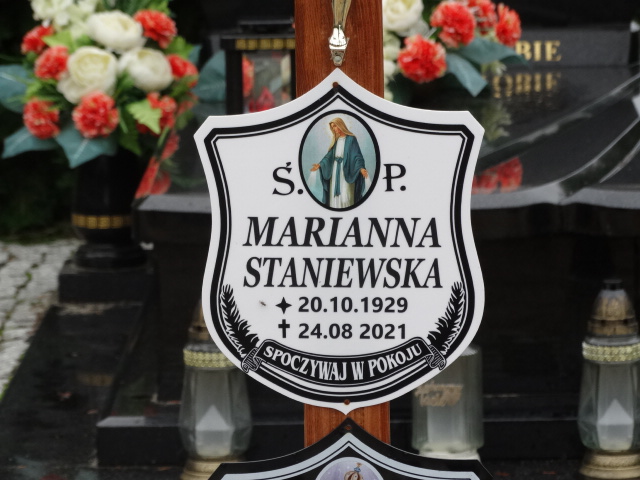 Ś. P.
MARIANNA
STANIEWSKA
✦ 20.10.1929
✝ 24.08 2021
SPOCZYWAJ W POKOJU